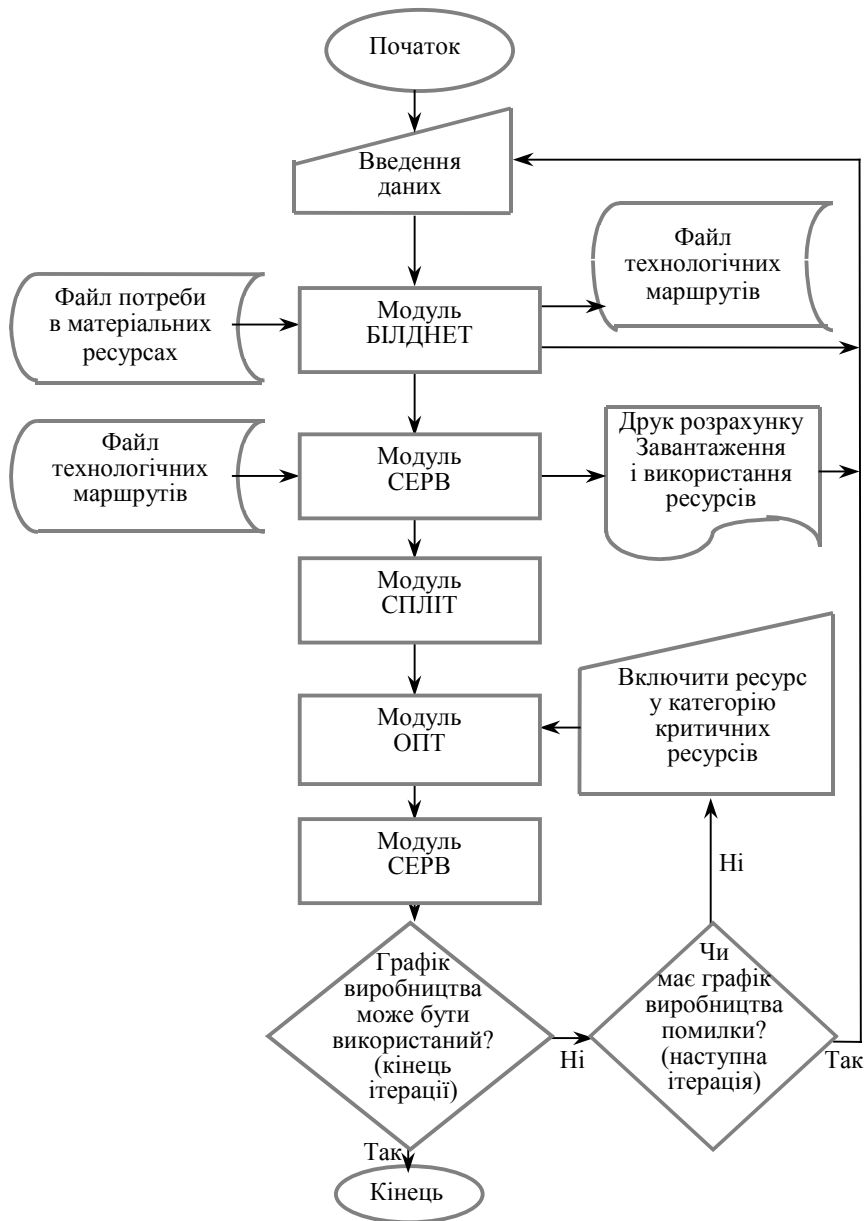 Початок
Введення
даних
Файл
технологічних
маршрутів
Файл потреби
в матеріальних
ресурсах
Модуль
БІЛДНЕТ
Файл
технологічних
маршрутів
Модуль
СЕРВ
Друк розрахунку
Завантаження
і використання
ресурсів
Модуль
СПЛІТ
Модуль
ОПТ
Включити ресурс
у категорію
критичних
ресурсів
Модуль
СЕРВ
Ні
Графік
виробництва
може бути
використаний?
(кінець
ітерації)
Ні
Чи
має графік
виробництва
помилки?
(наступна
ітерація)
Так
Так
Кінець